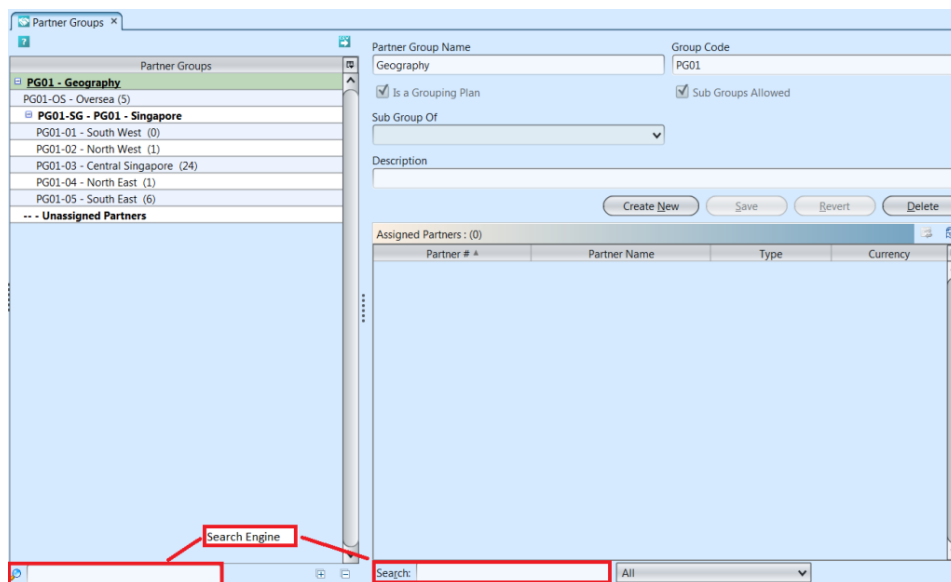 Partner Groups ×
Partner Groups
PG01 - Geography
PG01-OS - Oversea (5)
PG01-SG - PG01 - Singapore
PG01-01 - South West (0)
PG01-02 - North West (1)
PG01-03 - Central Singapore (24)
PG01-04 - North East (1)
PG01-05 - South East (6)
-- - Unassigned Partners
Search Engine
Partner Group Name
Group Code
Geography
PG01
Is a Grouping Plan
Sub Groups Allowed
Sub Group Of
Description
Create New
Save
Revert
Delete
Assigned Partners : (0)
Partner #
Partner Name
Type
Currency
Search:
All